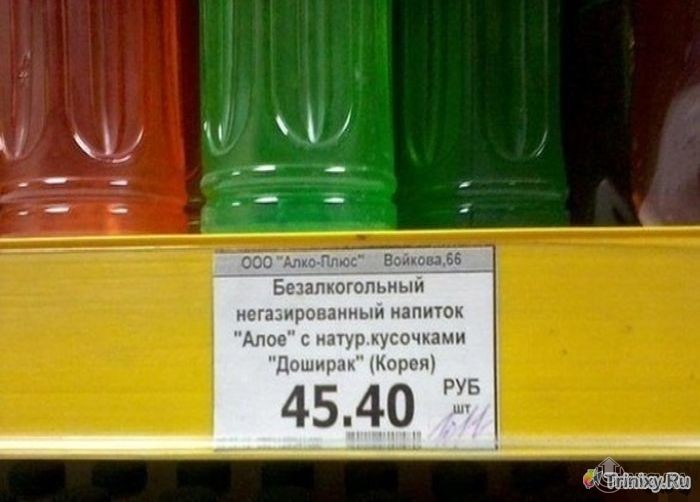 ООО "Алко-Плюс" Войкова,66
Безалкогольный
негазированный напиток
"Алое" с натур.кусочками
"Доширак" (Корея)
45.40 РУБ
шт
Trinixy.Ru